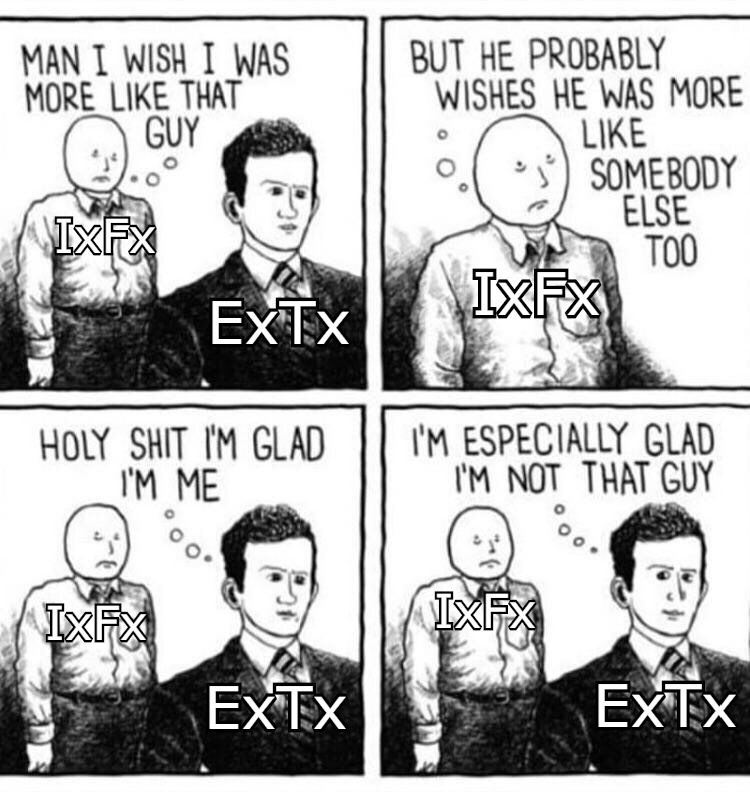 MAN I WISH I WAS
MORE LIKE THAT
GUY
IxFx
ExTx
BUT HE PROBABLY
WISHES HE WAS MORE
LIKE
SOMEBODY
ELSE
TOO
IxFx
HOLY SHIT I'M GLAD
I'M ME
IxFx
ExTx
I'M ESPECIALLY GLAD
I'M NOT THAT GUY
IxFx
ExTx